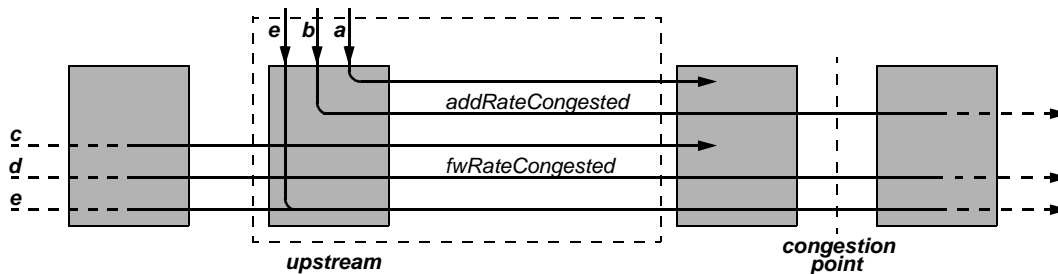 e b a
addRateCongested
c
fwRateCongested
d
e
upstream
congestion
point